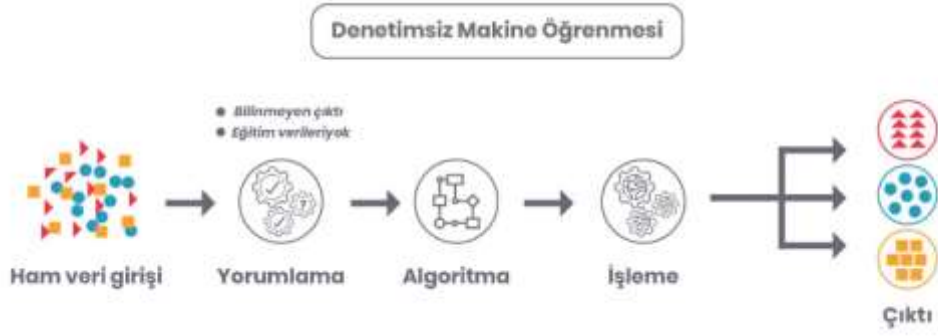 Denetimsiz Makine Öğrenmesi
Bilinmeyen çıktı
Eğitim verileriyok
Ham veri girişi
Yorumlama
Algoritma
İşleme
Çıktı